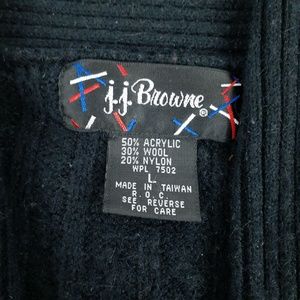 j.j. Browne®
50% ACRYLIC
30% WOOL
20% NYLON
WPL 7502
L
MADE IN TAIWAN
R.O.C.
SEE REVERSE
FOR CARE